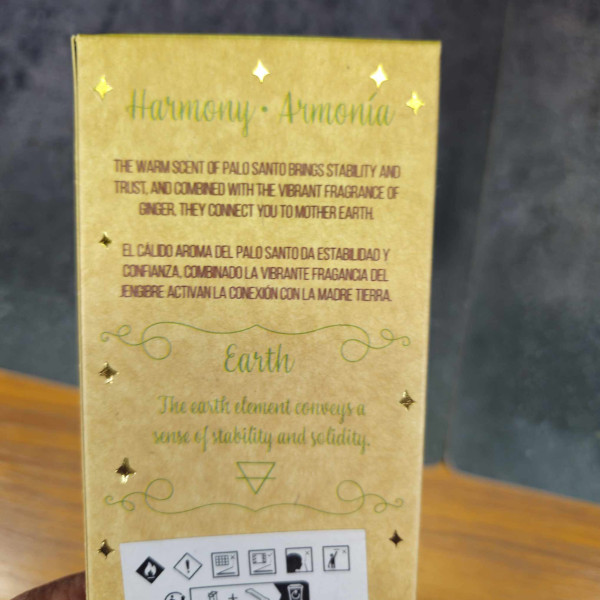 Harmony • Armonía
THE WARM SCENT OF PALO SANTO BRINGS STABILITY AND
TRUST, AND COMBINED WITH THE VIBRANT FRAGRANCE OF
GINGER, THEY CONNECT YOU TO MOTHER EARTH.
EL CÁLIDO AROMA DEL PALO SANTO DA ESTABILIDAD Y
CONFIANZA, COMBINADO LA VIBRANTE FRAGANCIA DEL
JENGIBRE ACTIVAN LA CONEXIÓN CON LA MADRE TIERRA.
Earth
The earth element conveys a
sense of stability and solidity.